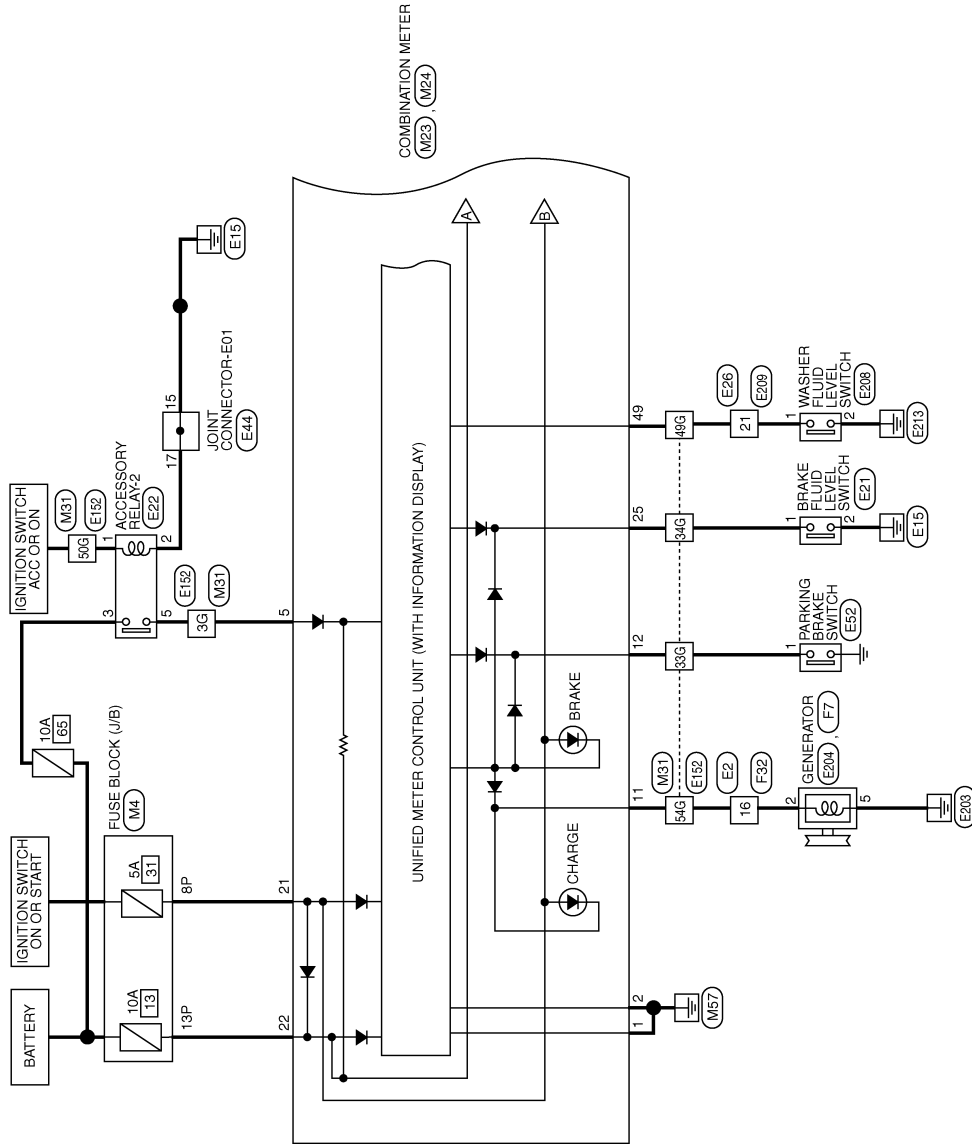 BATTERY
IGNITION SWITCH
ON OR START
IGNITION SWITCH
ACC OR ON
10A
65
50G
M31
E152
ACCESSORY
RELAY-2
E22
1
2
3
5
17
15
JOINT
CONNECTOR-E01
E44
E15
FUSE BLOCK (J/B)
M4
10A
13
5A
31
13P
8P
3G
E152
M31
22
21
5
COMBINATION METER
M23 , M24
UNIFIED METER CONTROL UNIT (WITH INFORMATION DISPLAY)
A
B
CHARGE
BRAKE
1
2
M57
11
12
25
49
54G
M31
E152
33G
34G
49G
16
E2
F32
21
E26
E209
2
GENERATOR
E204 , F7
5
E203
1
PARKING
BRAKE
SWITCH
E52
1
BRAKE
FLUID
LEVEL
SWITCH
E21
2
E15
1
WASHER
FLUID
LEVEL
SWITCH
E208
2
E213